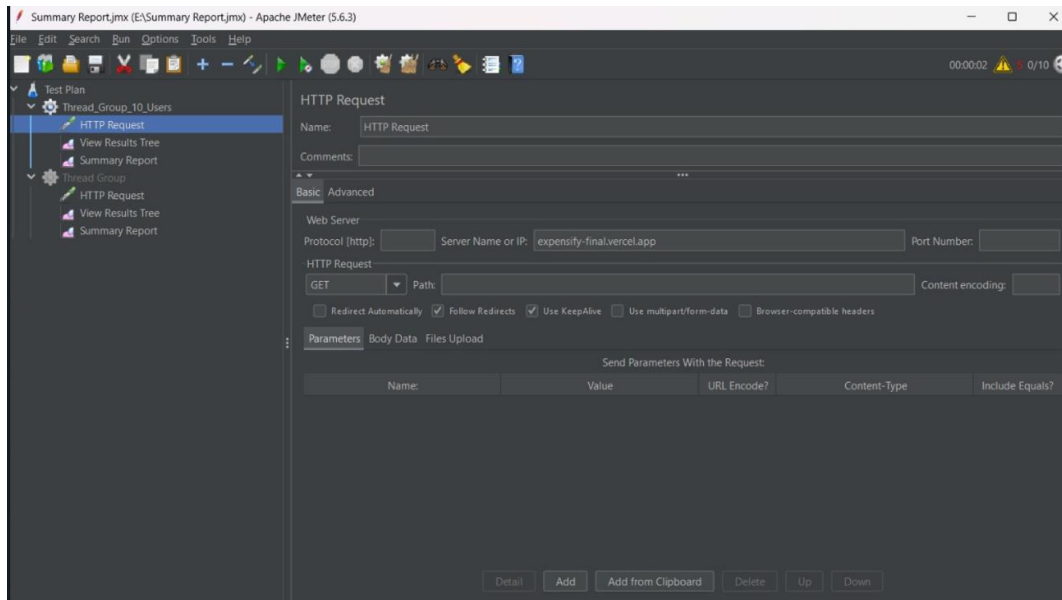 Summary Report.jmx (E:\Summary Report.jmx) - Apache JMeter (5.6.3)
File Edit Search Run Options Tools Help
00:00:02 0/10
Test Plan
Thread_Group_10_Users
HTTP Request
View Results Tree
Summary Report
Thread Group
HTTP Request
View Results Tree
Summary Report
HTTP Request
Name: HTTP Request
Comments:
Basic Advanced
Web Server
Protocol [http]: Server Name or IP: expensify-final.vercel.app Port Number:
HTTP Request
GET Path: Content encoding:
Redirect Automatically Follow Redirects Use KeepAlive Use multipart/form-data Browser-compatible headers
Parameters Body Data Files Upload
Send Parameters With the Request:
Name: Value URL Encode? Content-Type Include Equals?
Detail Add Add from Clipboard Delete Up Down